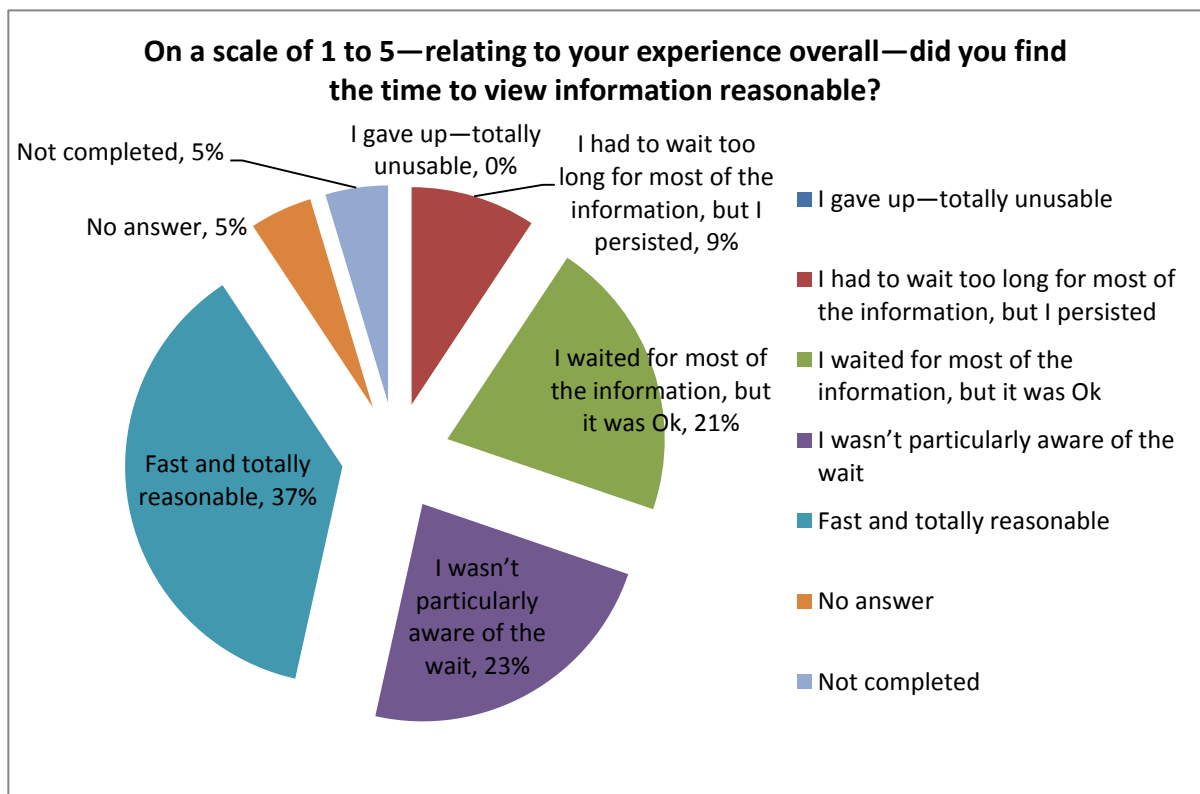 On a scale of 1 to 5—relating to your experience overall—did you find
the time to view information reasonable?
I gave up—totally
unusable, 0%
I had to wait too
long for most of the
information, but I
persisted, 9%
Not completed, 5%
No answer, 5%
I waited for most of
the information, but
it was Ok, 21%
Fast and totally
reasonable, 37%
I wasn’t
particularly
aware of the
wait, 23%
I gave up—totally unusable
I had to wait too long for most of
the information, but I persisted
I waited for most of the
information, but it was Ok
I wasn’t particularly aware of the
wait
Fast and totally reasonable
No answer
Not completed